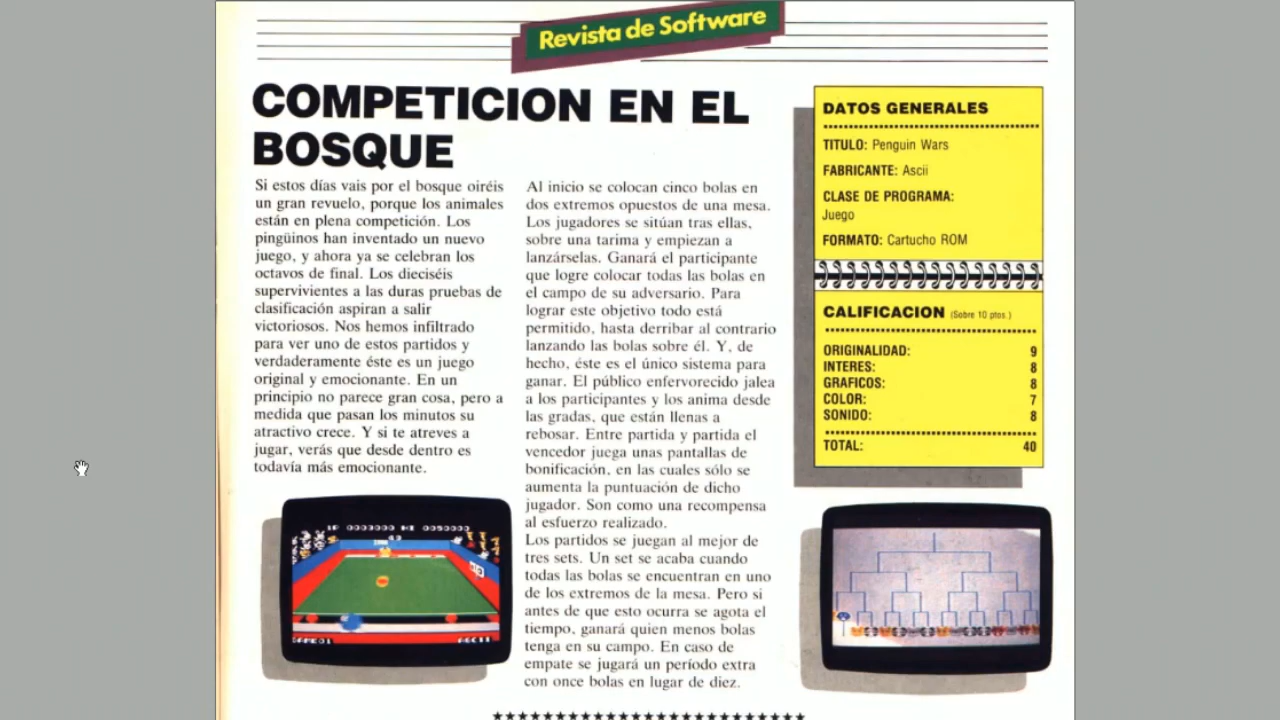 Revista de Software
COMPETICION EN EL
BOSQUE
Si estos días vais por el bosque oiréis
un gran revuelo, porque los animales
están en plena competición. Los
pingüinos han inventado un nuevo
juego, y ahora ya se celebran los
octavos de final. Los dieciséis
supervivientes a las duras pruebas de
clasificación aspiran a salir
victoriosos. Nos hemos infiltrado
para ver uno de estos partidos y
verdaderamente éste es un juego
original y emocionante. En un
principio no parece gran cosa, pero a
medida que pasan los minutos su
atractivo crece. Y si te atreves a
jugar, verás que desde dentro es
todavía más emocionante.
Al inicio se colocan cinco bolas en
dos extremos opuestos de una mesa.
Los jugadores se sitúan tras ellas,
sobre una tarima y empiezan a
lanzárselas. Ganará el participante
que logre colocar todas las bolas en
el campo de su adversario. Para
lograr este objetivo todo está
permitido, hasta derribar al contrario
lanzando las bolas sobre él. Y, de
hecho, éste es el único sistema para
ganar. El público enfervorecido jalea
a los participantes y los anima desde
las gradas, que están llenas a
rebosar. Entre partida y partida el
vencedor juega unas pantallas de
bonificación, en las cuales sólo se
aumenta la puntuación de dicho
jugador. Son como una recompensa
al esfuerzo realizado.
Los partidos se juegan al mejor de
tres sets. Un set se acaba cuando
todas las bolas se encuentran en uno
de los extremos de la mesa. Pero si
antes de que esto ocurra se agota el
tiempo, ganará quien menos bolas
tenga en su campo. En caso de
empate se jugará un período extra
con once bolas en lugar de diez.
DATOS GENERALES
TITULO: Penguin Wars
FABRICANTE: Ascii
CLASE DE PROGRAMA:
Juego
FORMATO: Cartucho ROM
CALIFICACION (Sobre 10 ptos.)
ORIGINALIDAD: 9
INTERES: 8
GRAFICOS: 8
COLOR: 7
SONIDO: 8
TOTAL: 40